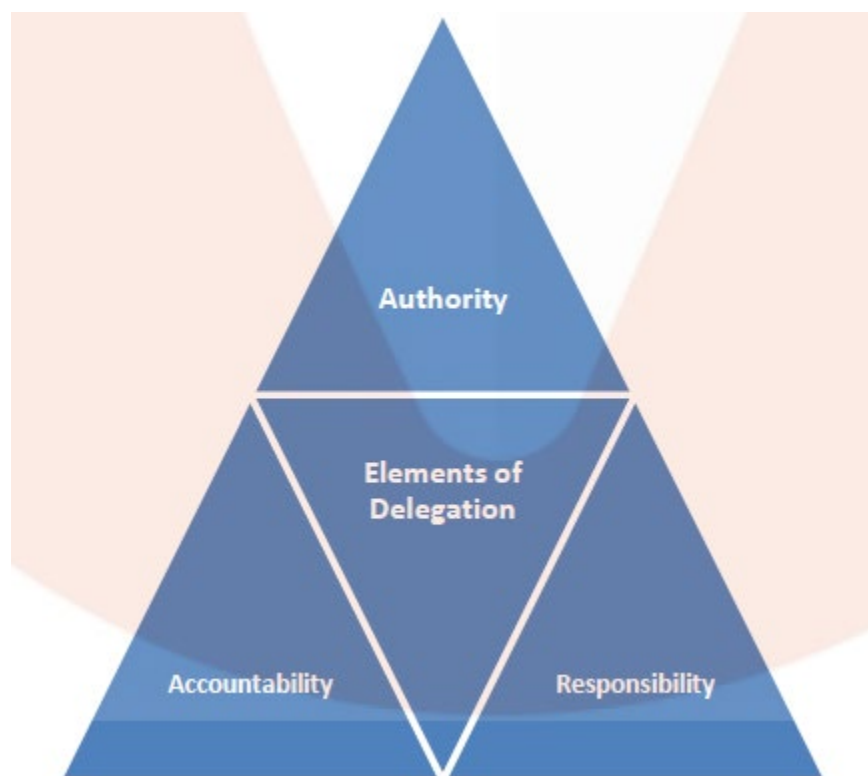 Authority
Elements of
Delegation
Accountability
Responsibility